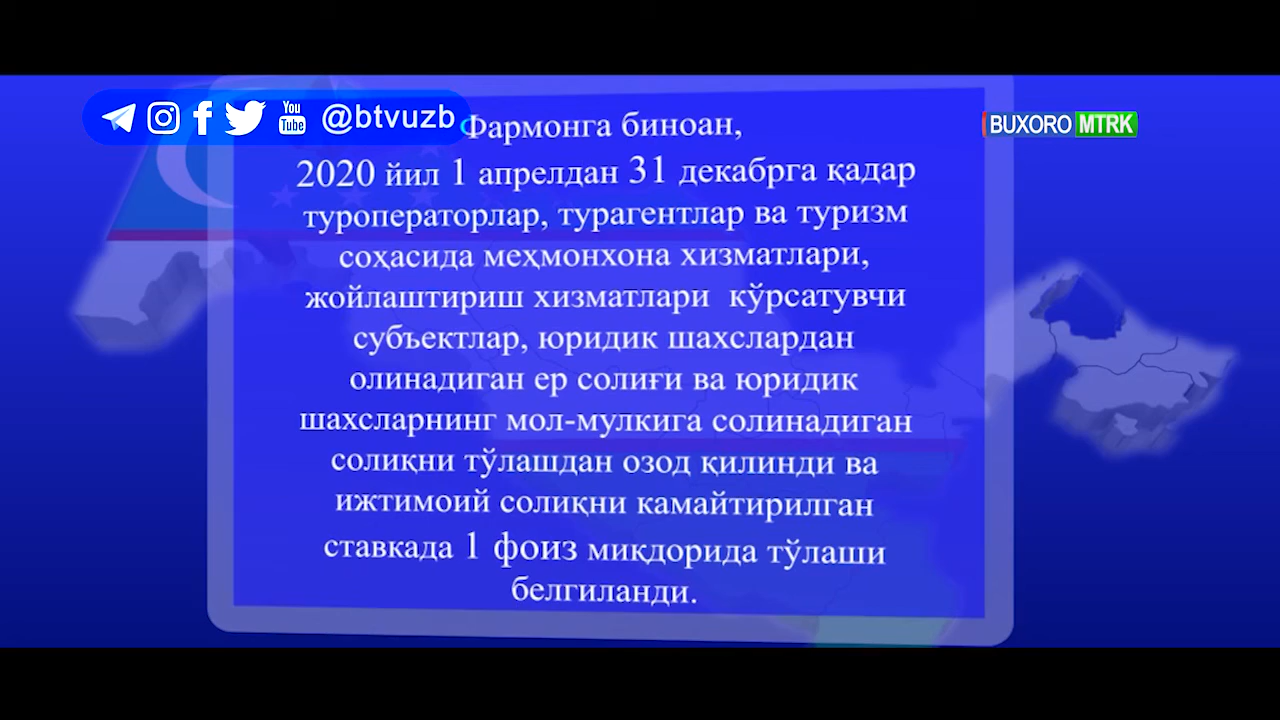 You
Tube
@btvuzb
BUXORO MTRK
Фармонга биноан,
2020 йил 1 апрелдан 31 декабрга қадар
туроператорлар, турагентлар ва туризм
соҳасида меҳмонхона хизматлари,
жойлаштириш хизматлари кўрсатувчи
субъектлар, юридик шахслардан
олинадиган ер солиғи ва юридик
шахсларнинг мол-мулкига солинадиган
солиқни тўлашдан озод қилинди ва
ижтимоий солиқни камайтирилган
ставкада 1 фоиз миқдорида тўлаши
белгиланди.